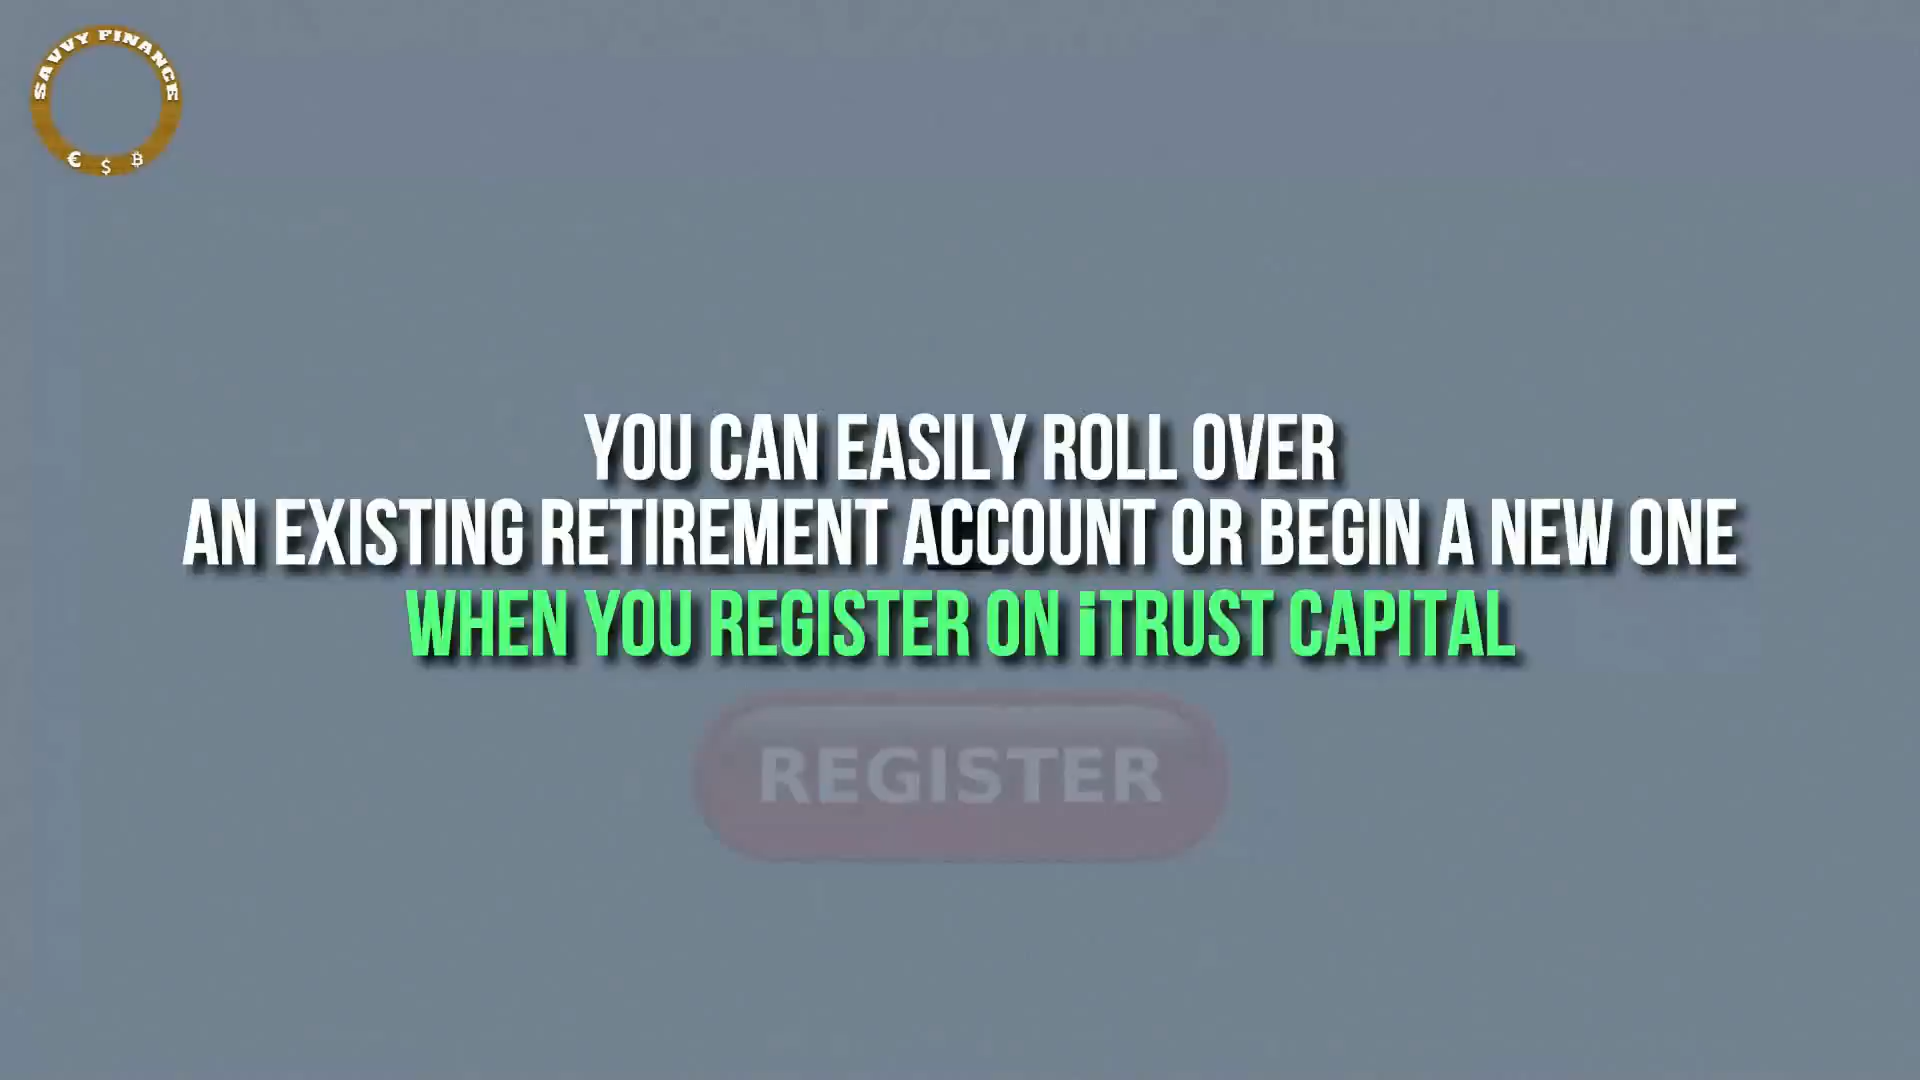 SAVVY FINANCE
€ $ ₿
YOU CAN EASILY ROLL OVER
AN EXISTING RETIREMENT ACCOUNT OR BEGIN A NEW ONE
WHEN YOU REGISTER ON iTRUST CAPITAL
REGISTER